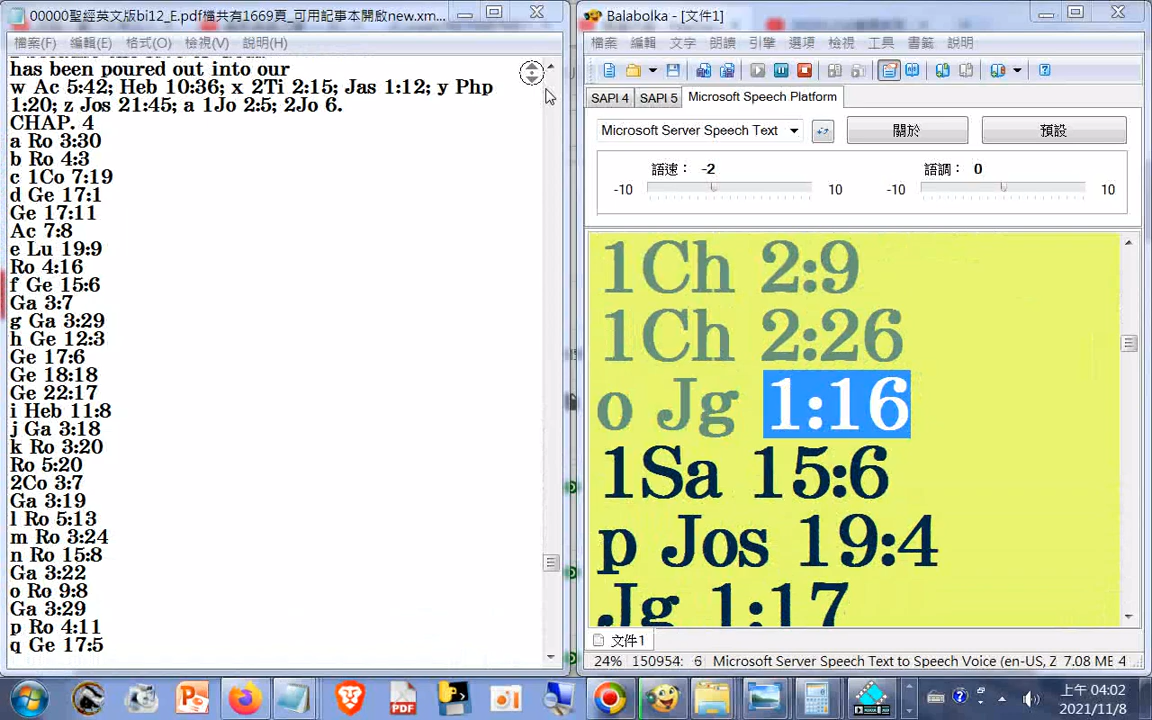 00000聖經英文版bi12_E.pdf檔共有1669頁_可用記事本開啟new.xm...
檔案(F) 編輯(E) 格式(O) 檢視(V) 說明(H)
has been poured out into our
w Ac 5:42; Heb 10:36; x 2Ti 2:15; Jas 1:12; y Php
1:20; z Jos 21:45; a 1Jo 2:5; 2Jo 6.
CHAP. 4
a Ro 3:30
b Ro 4:3
c 1Co 7:19
d Ge 17:1
Ge 17:11
Ac 7:8
e Lu 19:9
Ro 4:16
f Ge 15:6
Ga 3:7
g Ga 3:29
h Ge 12:3
Ge 17:6
Ge 18:18
Ge 22:17
i Heb 11:8
j Ga 3:18
k Ro 3:20
Ro 5:20
2Co 3:7
Ga 3:19
l Ro 5:13
m Ro 3:24
n Ro 15:8
Ga 3:22
o Ro 9:8
Ga 3:29
p Ro 4:11
q Ge 17:5
Balabolka - [文件1]
檔案 編輯 文字 朗讀 引擎 選項 檢視 工具 書籤 說明
SAPI 4 SAPI 5 Microsoft Speech Platform
Microsoft Server Speech Text 關於 預設
語速： -2 語調： 0
-10 10 -10 10
1Ch 2:9
1Ch 2:26
o Jg 1:16
1Sa 15:6
p Jos 19:4
Jg 1:17
文件1
24% 150954: 6 Microsoft Server Speech Text to Speech Voice (en-US, Z 7.08 MB 4
上午 04:02
2021/11/8